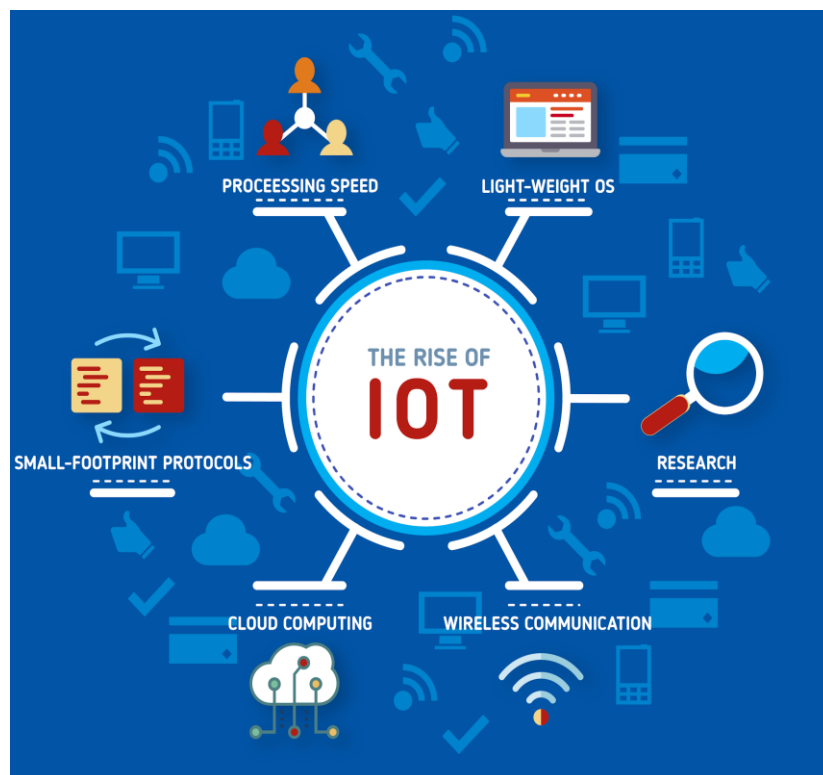 PROCEESSING SPEED
LIGHT-WEIGHT OS
THE RISE OF
IOT
SMALL-FOOTPRINT PROTOCOLS
RESEARCH
CLOUD COMPUTING
WIRELESS COMMUNICATION